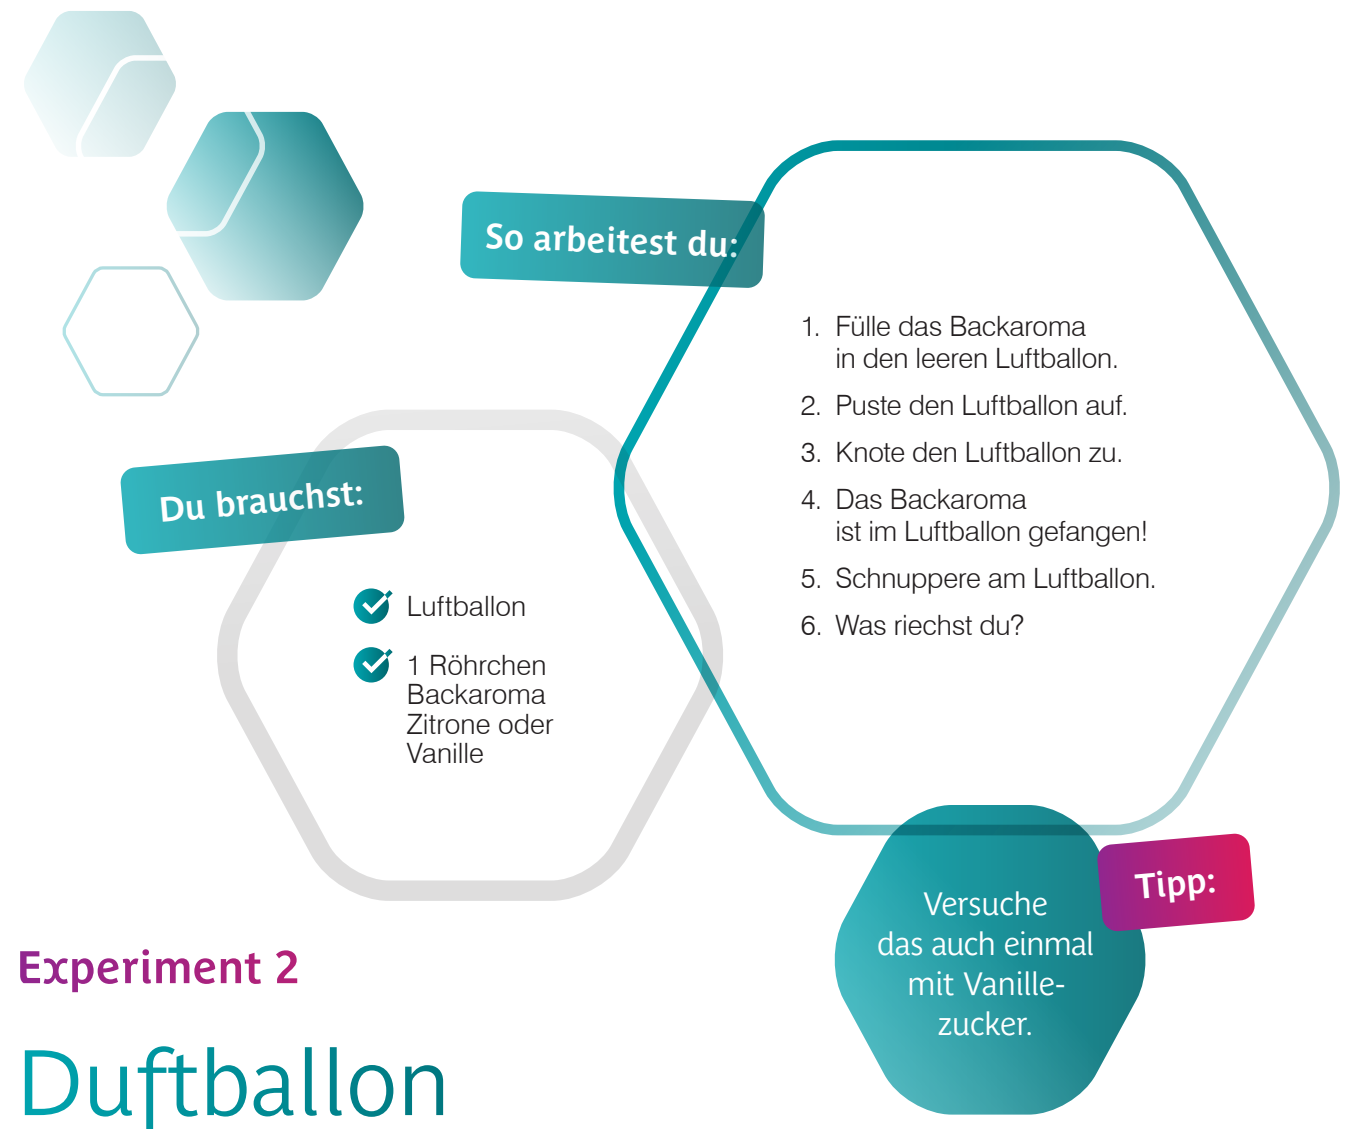 So arbeitest du:
1. Fülle das Backaroma
in den leeren Luftballon.
2. Puste den Luftballon auf.
3. Knote den Luftballon zu.
4. Das Backaroma
ist im Luftballon gefangen!
5. Schnuppere am Luftballon.
6. Was riechst du?
Du brauchst:
Luftballon
1 Röhrchen
Backaroma
Zitrone oder
Vanille
Tipp:
Versuche
das auch einmal
mit Vanille-
zucker.
Experiment 2
Duftballon